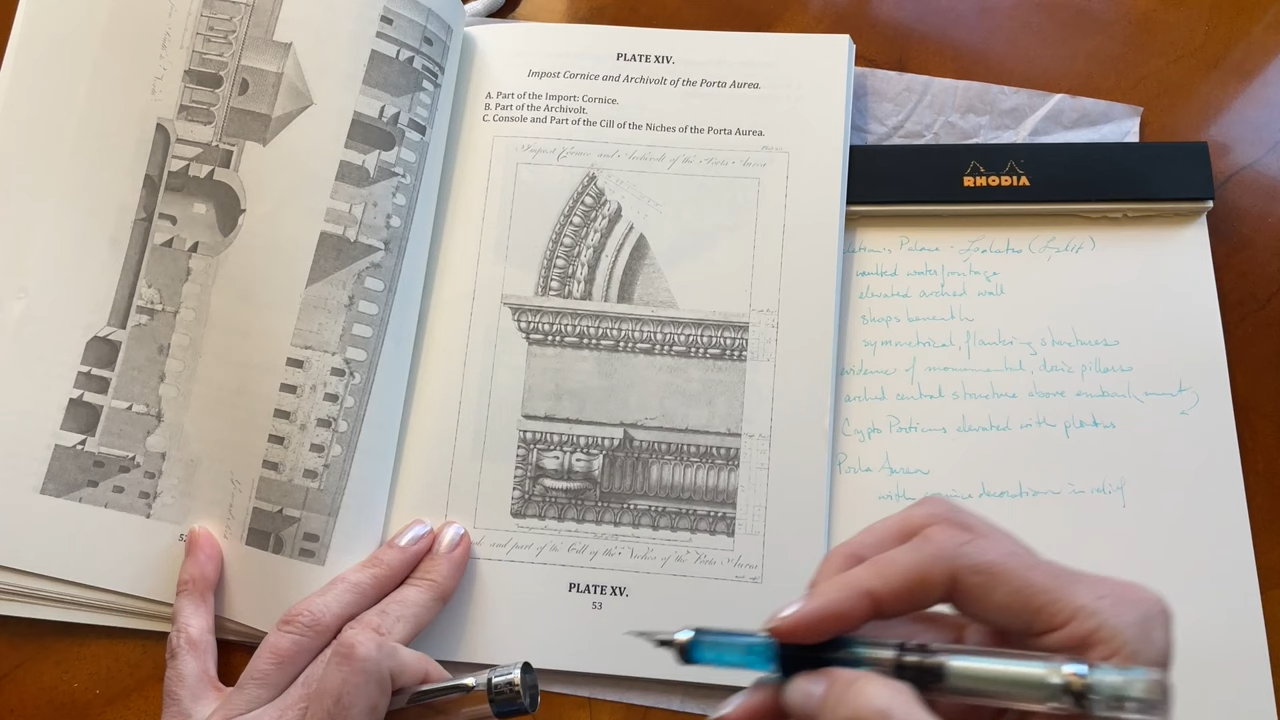 52
PLATE XIV.
Impost Cornice and Archivolt of the Porta Aurea.
A. Part of the Import: Cornice.
B. Part of the Archivolt.
C. Console and Part of the Cill of the Niches of the Porta Aurea.
Impost Cornice and Archivolt of the Porta Aurea
and part of the Cill of the Niches of the Porta Aurea
PLATE XV.
53
RHODIA
Palace - Spalatro (Split)
vaulted waterfrontage
elevated arched wall
shops beneath
symmetrical, flanking structures
evidence of monumental, doric pillars
arched central structure above embankment
Crypto Porticus elevated with
Porta Aurea
with decoration in relief